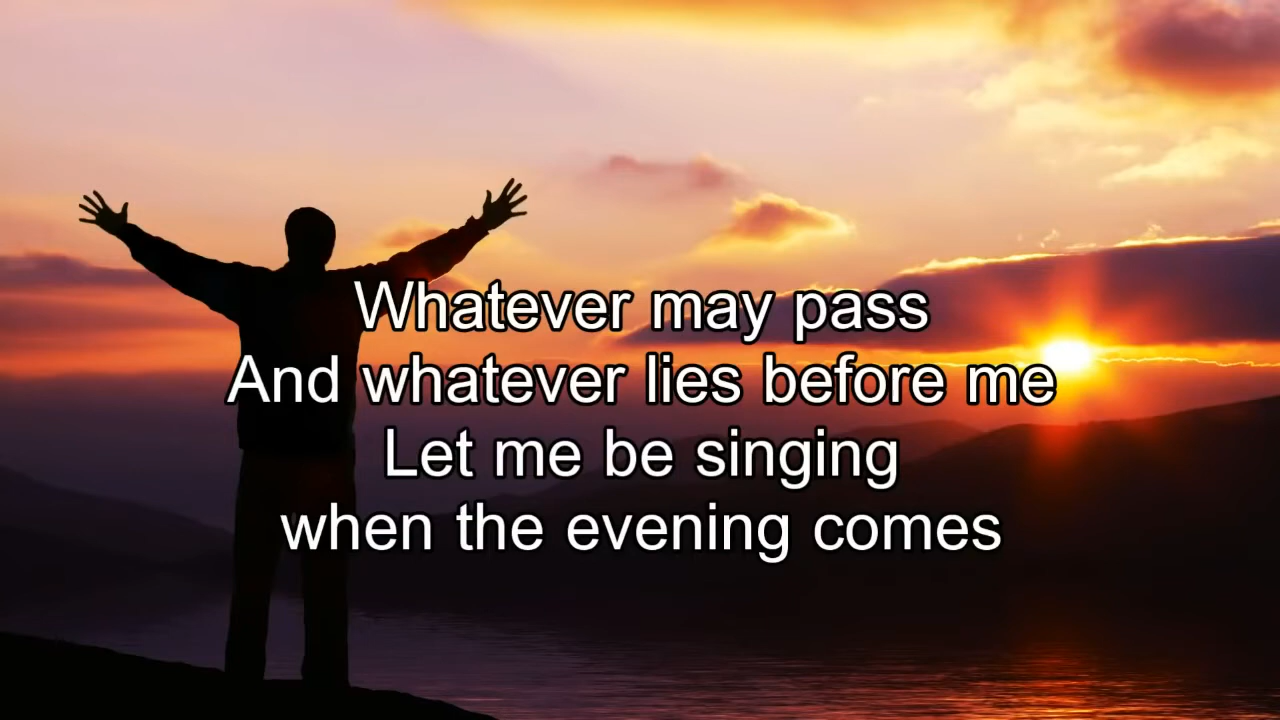 Whatever may pass
And whatever lies before me
Let me be singing
when the evening comes